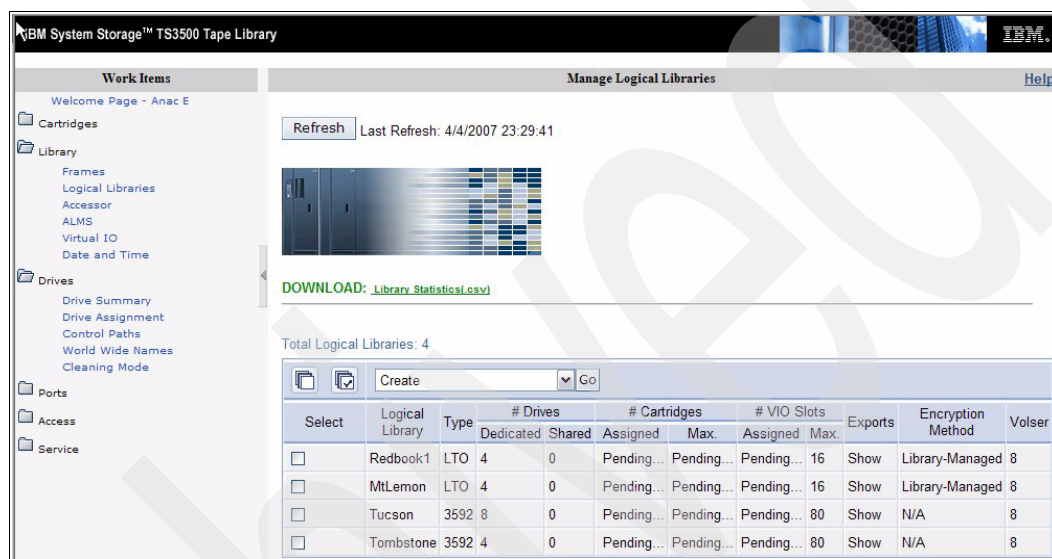 IBM System Storage™ TS3500 Tape Library
IBM.
Work Items
Welcome Page - Anac E
Cartridges
Library
Frames
Logical Libraries
Accessor
ALMS
Virtual IO
Date and Time
Drives
Drive Summary
Drive Assignment
Control Paths
World Wide Names
Cleaning Mode
Ports
Access
Service
Manage Logical Libraries
Help
Refresh Last Refresh: 4/4/2007 23:29:41
DOWNLOAD: Library Statistics(.csv)
Total Logical Libraries: 4
Create Go
Select Logical Library Type # Drives # Cartridges # VIO Slots Exports Encryption Method Volser
Dedicated Shared Assigned Max. Assigned Max.
Redbook1 LTO 4 0 Pending... Pending... Pending... 16 Show Library-Managed 8
MtLemon LTO 4 0 Pending... Pending... Pending... 16 Show Library-Managed 8
Tucson 3592 8 0 Pending... Pending... Pending... 80 Show N/A 8
Tombstone 3592 4 0 Pending... Pending... Pending... 80 Show N/A 8